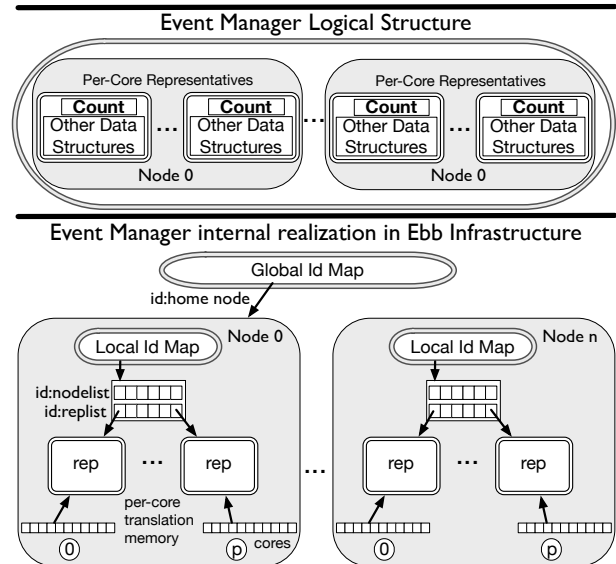 Event Manager Logical Structure
Per-Core Representatives
Count
Other Data
Structures
...
Count
Other Data
Structures
Node 0
...
Per-Core Representatives
Count
Other Data
Structures
...
Count
Other Data
Structures
Node 0
Event Manager internal realization in Ebb Infrastructure
Global Id Map
id:home node
Node 0
Local Id Map
id:nodelist
id:replist
rep
...
rep
per-core
translation
memory
0
p
cores
...
Node n
Local Id Map
rep
...
rep
0
p